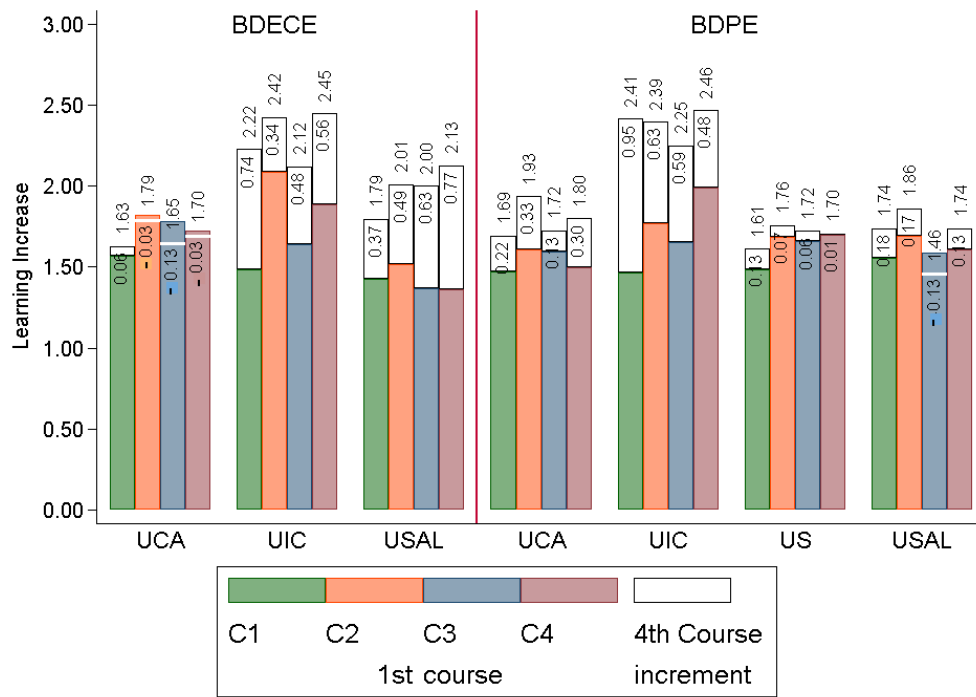 BDECE BDPE
3.00
2.50
2.00
1.50
1.00
0.50
0.00
Learning Increase
1.63 1.79 1.65 1.70
0.06 -0.03 -0.13 -0.03
2.22 2.42 2.12 2.45
0.74 0.34 0.48 0.56
1.79 2.01 2.00 2.13
0.37 0.49 0.63 0.77
1.69 1.93 1.72 1.80
0.22 0.33 0.13 0.30
2.41 2.39 2.25 2.46
0.95 0.63 0.59 0.48
1.61 1.76 1.72 1.70
0.13 0.07 0.06 0.01
1.74 1.86 1.46 1.74
0.18 0.17 -0.13 0.13
UCA UIC USAL UCA UIC US USAL
C1 C2 C3 C4 4th Course
1st course increment